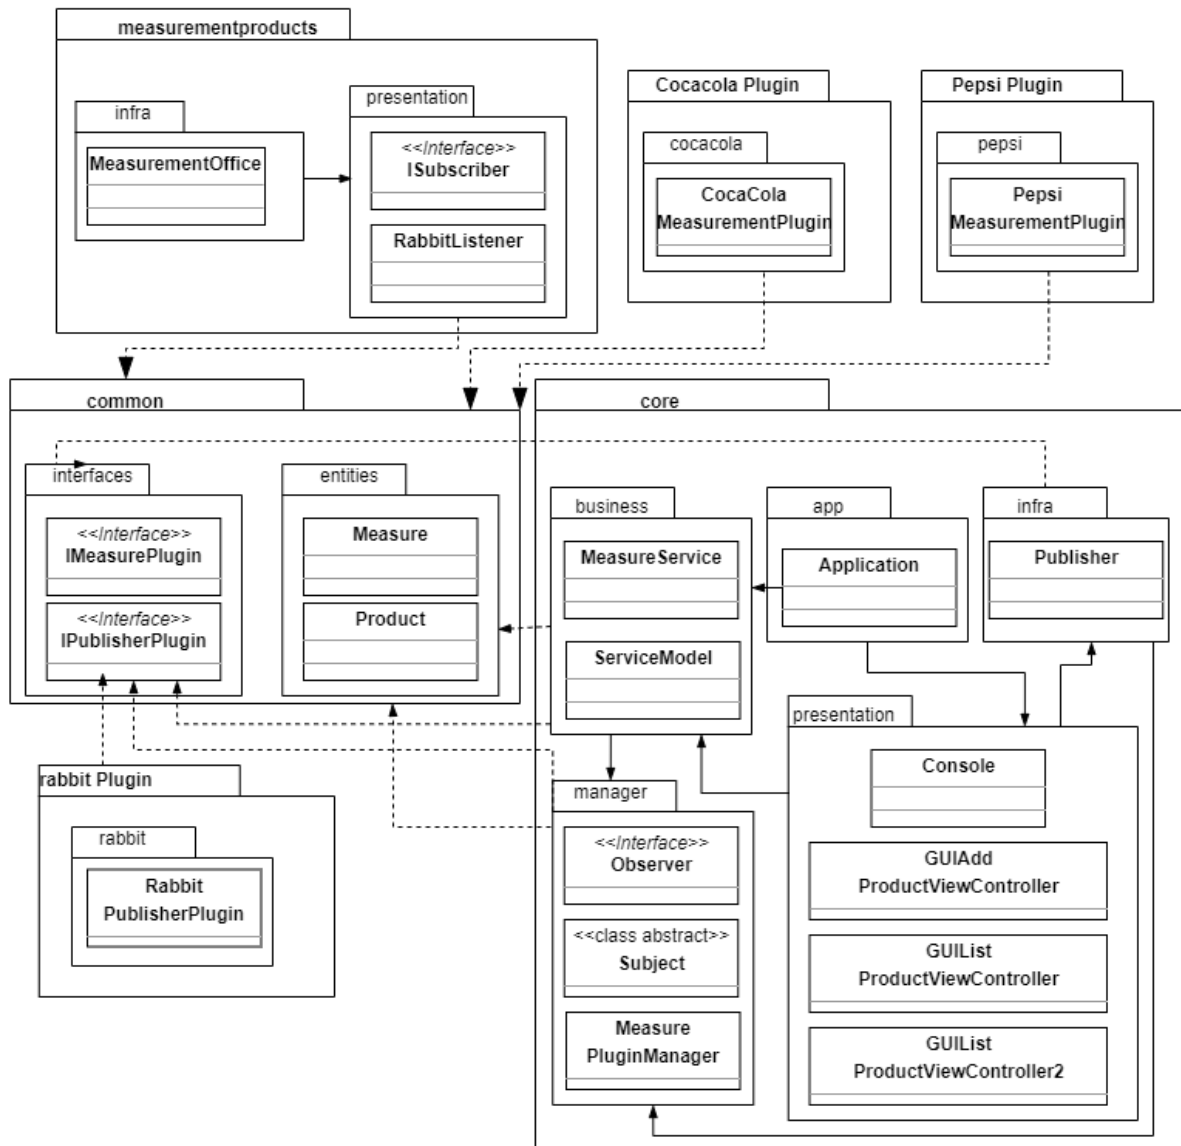 measurementproducts
infra
MeasurementOffice
presentation
<<Interface>>
ISubscriber
RabbitListener
Cocacola Plugin
cocacola
CocaCola
MeasurementPlugin
Pepsi Plugin
pepsi
Pepsi
MeasurementPlugin
common
interfaces
<<Interface>>
IMeasurePlugin
<<Interface>>
IPublisherPlugin
entities
Measure
Product
core
business
MeasureService
ServiceModel
app
Application
infra
Publisher
manager
<<Interface>>
Observer
<<class abstract>>
Subject
Measure
PluginManager
presentation
Console
GUIAdd
ProductViewController
GUIList
ProductViewController
GUIList
ProductViewController2
rabbit Plugin
rabbit
Rabbit
PublisherPlugin